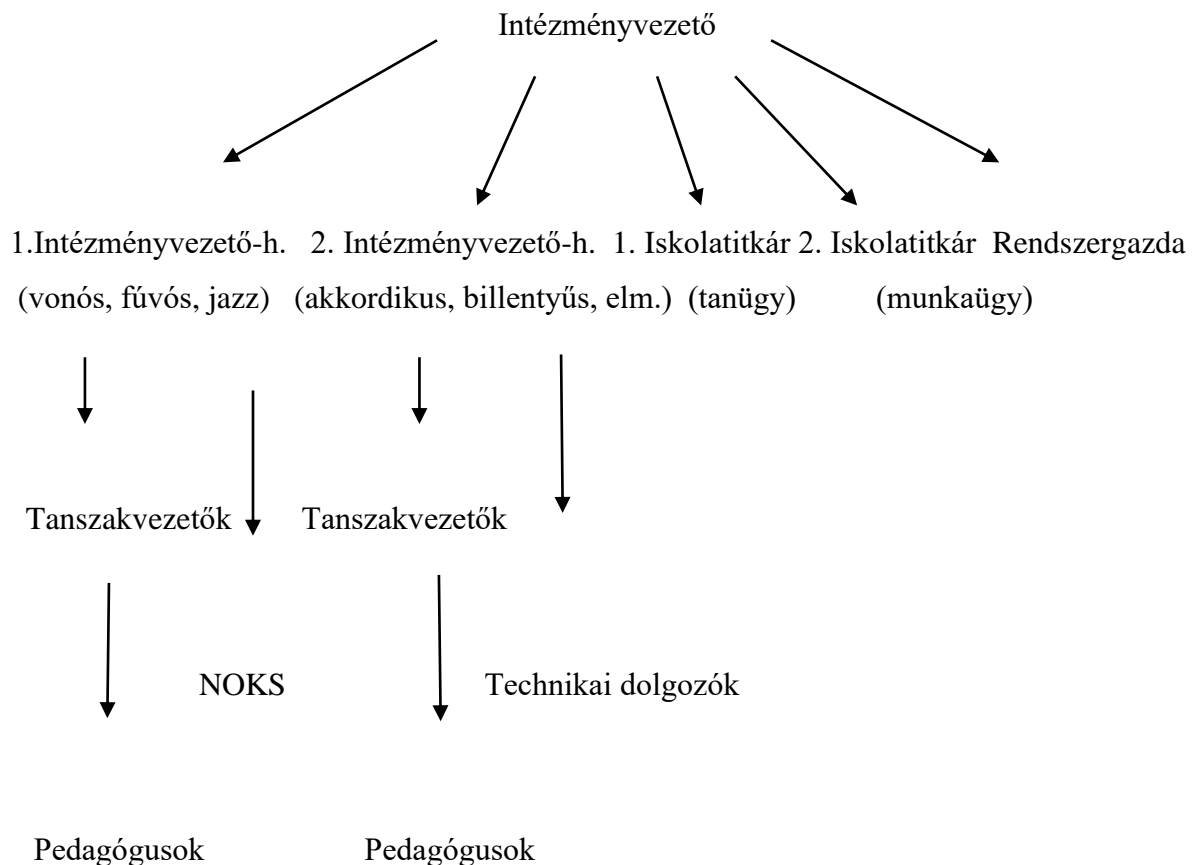 Intézményvezető
1.Intézményvezető-h. 2. Intézményvezető-h. 1. Iskolatitkár 2. Iskolatitkár Rendszergazda
(vonós, fúvós, jazz) (akkordikus, billentyűs, elm.) (tanügy) (munkaügy)
Tanszakvezetők Tanszakvezetők
NOKS Technikai dolgozók
Pedagógusok Pedagógusok